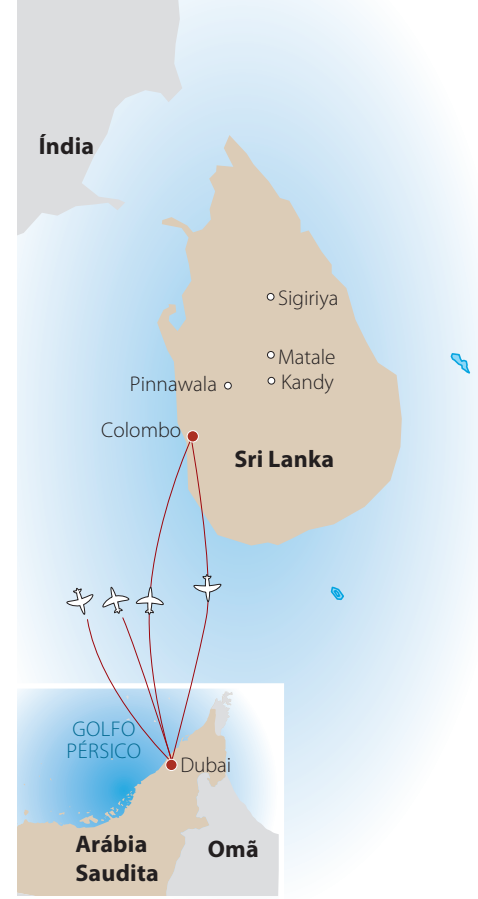 Índia
Sigiriya
Matale
Pinnawala
Kandy
Colombo
Sri Lanka
GOLFO
PÉRSICO
Dubai
Arábia
Saudita
Omã